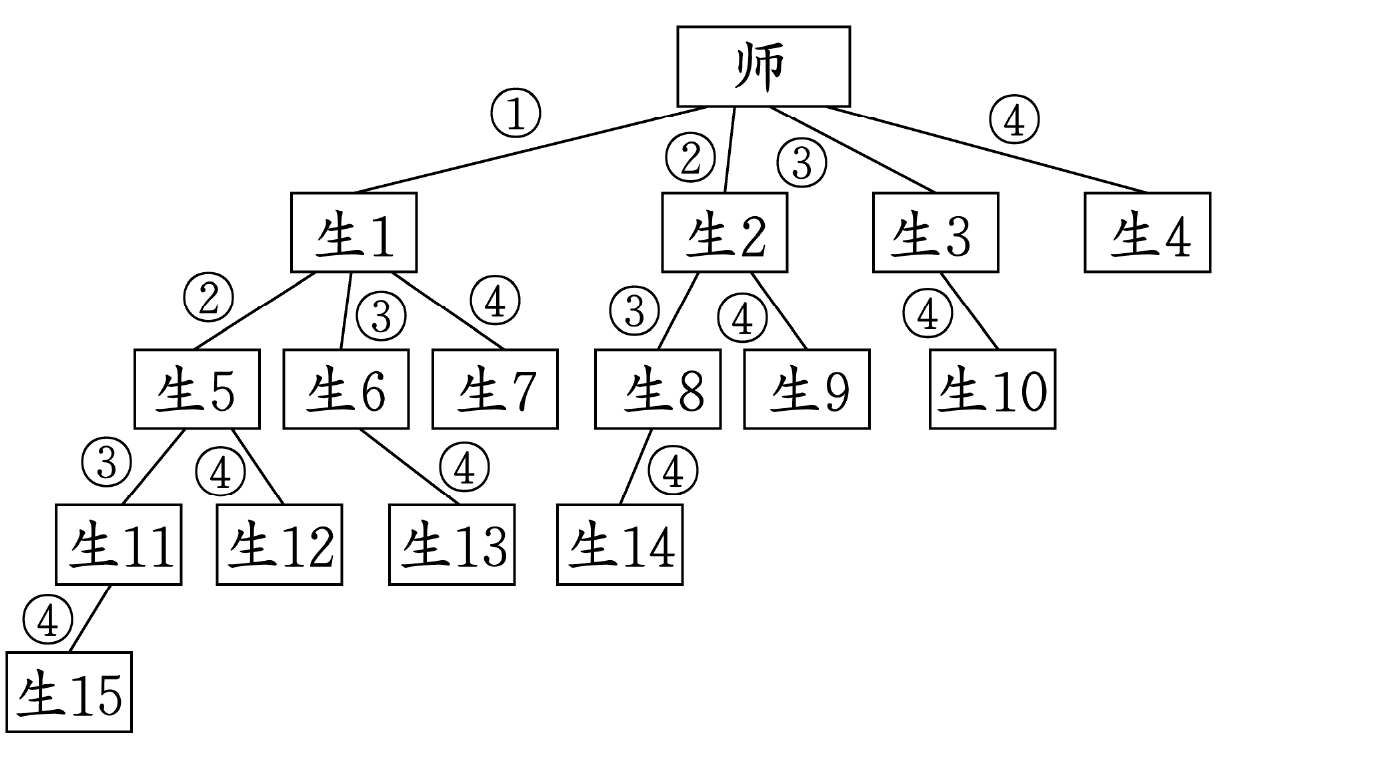 师
① ② ③ ④
生1 生2 生3 生4
② ③ ④ ③ ④ ④
生5 生6 生7 生8 生9 生10
③ ④ ④ ④
生11 生12 生13 生14
④
生15